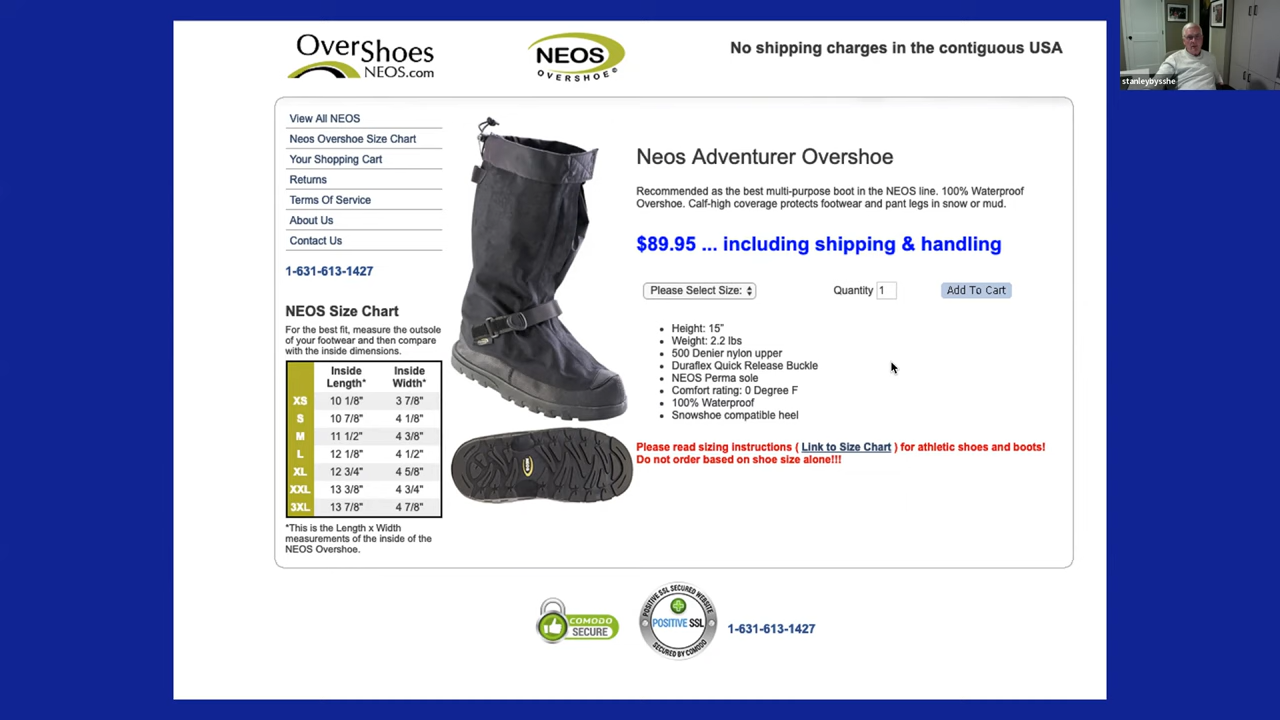 OverShoes
NEOS.com
NEOS
OVERSHOE
No shipping charges in the contiguous USA
stanleybysshe
View All NEOS
Neos Overshoe Size Chart
Your Shopping Cart
Returns
Terms Of Service
About Us
Contact Us
1-631-613-1427
NEOS Size Chart
For the best fit, measure the outsole
of your footwear and then compare
with the inside dimensions.
Inside Length* Inside Width*
XS 10 1/8" 3 7/8"
S 10 7/8" 4 1/8"
M 11 1/2" 4 3/8"
L 12 1/8" 4 1/2"
XL 12 3/4" 4 5/8"
XXL 13 3/8" 4 3/4"
3XL 13 7/8" 4 7/8"
*This is the Length x Width
measurements of the inside of the
NEOS Overshoe.
Neos Adventurer Overshoe
Recommended as the best multi-purpose boot in the NEOS line. 100% Waterproof
Overshoe. Calf-high coverage protects footwear and pant legs in snow or mud.
$89.95 ... including shipping & handling
Please Select Size: Quantity 1 Add To Cart
• Height: 15"
• Weight: 2.2 lbs
• 500 Denier nylon upper
• Duraflex Quick Release Buckle
• NEOS Perma sole
• Comfort rating: 0 Degree F
• 100% Waterproof
• Snowshoe compatible heel
Please read sizing instructions ( Link to Size Chart ) for athletic shoes and boots!
Do not order based on shoe size alone!!!
NEOS
COMODO
SECURE
POSITIVE SSL SECURED WEBSITE
POSITIVE SSL
SECURED BY COMODO
1-631-613-1427